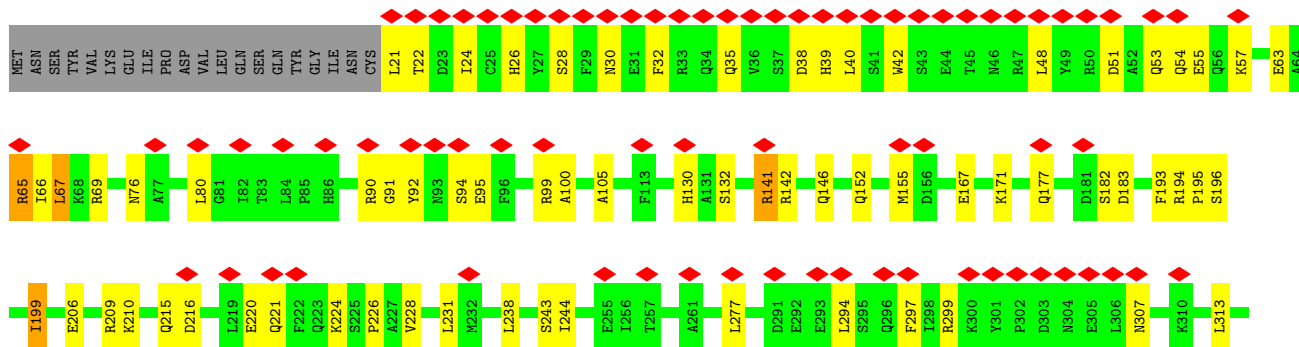 MET ASN SER TYR VAL LYS GLU ILE PRO ASP VAL LEU GLN SER GLN TYR GLY ILE ASN CYS L21 T22 D23 I24 C25 H26 Y27 S28 F29 N30 E31 F32 R33 Q34 Q35 V36 S37 D38 H39 L40 S41 W42 S43 E44 T45 N46 R47 L48 Y49 R50 D51 A52 Q53 Q54 E55 Q56 K57 E63 A64
R65 I66 L67 K68 R69 N76 A77 L80 G81 I82 T83 L84 P85 H86 R90 G91 Y92 N93 S94 E95 F96 R99 A100 A105 F113 H130 A131 S132 R141 R142 Q146 Q152 M155 D156 E167 K171 Q177 D181 S182 D183 F193 R194 P195 S196
I199 E206 R209 K210 Q215 D216 L219 E220 Q221 F222 Q223 K224 S225 P226 A227 V228 L231 M232 L238 S243 I244 E255 I256 T257 A261 L277 D291 E292 E293 L294 S295 Q296 F297 I298 R299 K300 Y301 P302 D303 N304 E305 L306 N307 K310 L313